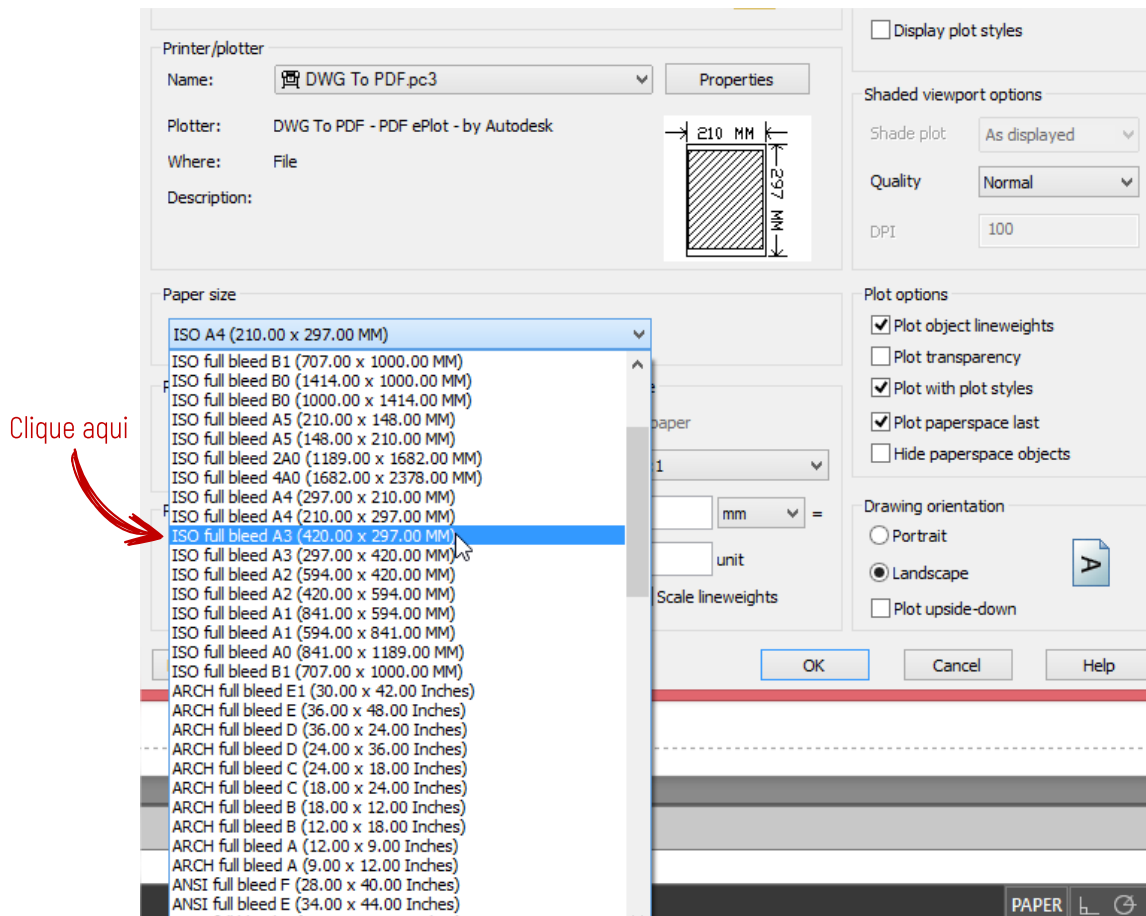 Display plot styles
Printer/plotter
Name:
DWG To PDF.pc3
Properties
Shaded viewport options
Plotter:
DWG To PDF - PDF ePlot - by Autodesk
210 MM
297 MM
Shade plot
As displayed
Where:
File
Quality
Normal
Description:
DPI
100
Paper size
ISO A4 (210.00 x 297.00 MM)
Plot options
Plot object lineweights
Plot transparency
Plot with plot styles
Plot paperspace last
Hide paperspace objects
Clique aqui
ISO full bleed B1 (707.00 x 1000.00 MM)
ISO full bleed B0 (1414.00 x 1000.00 MM)
ISO full bleed B0 (1000.00 x 1414.00 MM)
ISO full bleed A5 (210.00 x 148.00 MM)
ISO full bleed A5 (148.00 x 210.00 MM)
ISO full bleed 2A0 (1189.00 x 1682.00 MM)
ISO full bleed 4A0 (1682.00 x 2378.00 MM)
ISO full bleed A4 (297.00 x 210.00 MM)
ISO full bleed A4 (210.00 x 297.00 MM)
ISO full bleed A3 (420.00 x 297.00 MM)
ISO full bleed A3 (297.00 x 420.00 MM)
ISO full bleed A2 (594.00 x 420.00 MM)
ISO full bleed A2 (420.00 x 594.00 MM)
ISO full bleed A1 (841.00 x 594.00 MM)
ISO full bleed A1 (594.00 x 841.00 MM)
ISO full bleed A0 (841.00 x 1189.00 MM)
ISO full bleed B1 (707.00 x 1000.00 MM)
ARCH full bleed E1 (30.00 x 42.00 Inches)
ARCH full bleed E (36.00 x 48.00 Inches)
ARCH full bleed D (36.00 x 24.00 Inches)
ARCH full bleed D (24.00 x 36.00 Inches)
ARCH full bleed C (24.00 x 18.00 Inches)
ARCH full bleed C (18.00 x 24.00 Inches)
ARCH full bleed B (18.00 x 12.00 Inches)
ARCH full bleed B (12.00 x 18.00 Inches)
ARCH full bleed A (12.00 x 9.00 Inches)
ARCH full bleed A (9.00 x 12.00 Inches)
ANSI full bleed F (28.00 x 40.00 Inches)
ANSI full bleed E (34.00 x 44.00 Inches)
paper
1
mm
=
unit
Scale lineweights
Drawing orientation
Portrait
Landscape
A
Plot upside-down
OK
Cancel
Help
PAPER